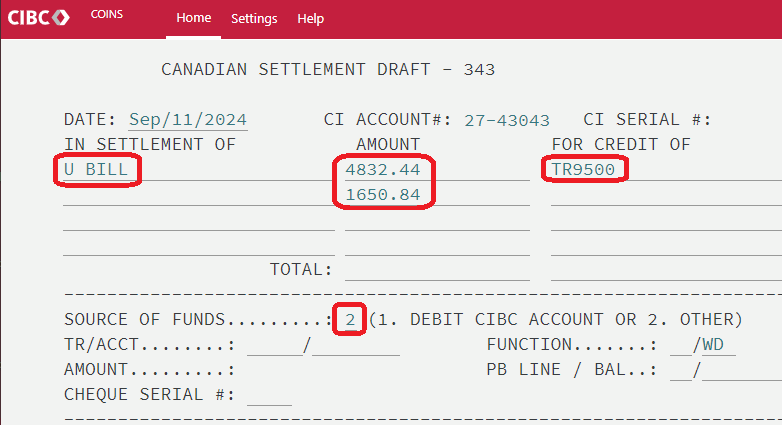 CIBC COINS Home Settings Help
CANADIAN SETTLEMENT DRAFT - 343
DATE: Sep/11/2024 CI ACCOUNT#: 27-43043 CI SERIAL #:
IN SETTLEMENT OF AMOUNT FOR CREDIT OF
U BILL 4832.44 TR9500
1650.84
TOTAL:
SOURCE OF FUNDS.........: 2 (1. DEBIT CIBC ACCOUNT OR 2. OTHER)
TR/ACCT........: / FUNCTION.......: /WD
AMOUNT.........: PB LINE / BAL..: /
CHEQUE SERIAL #: